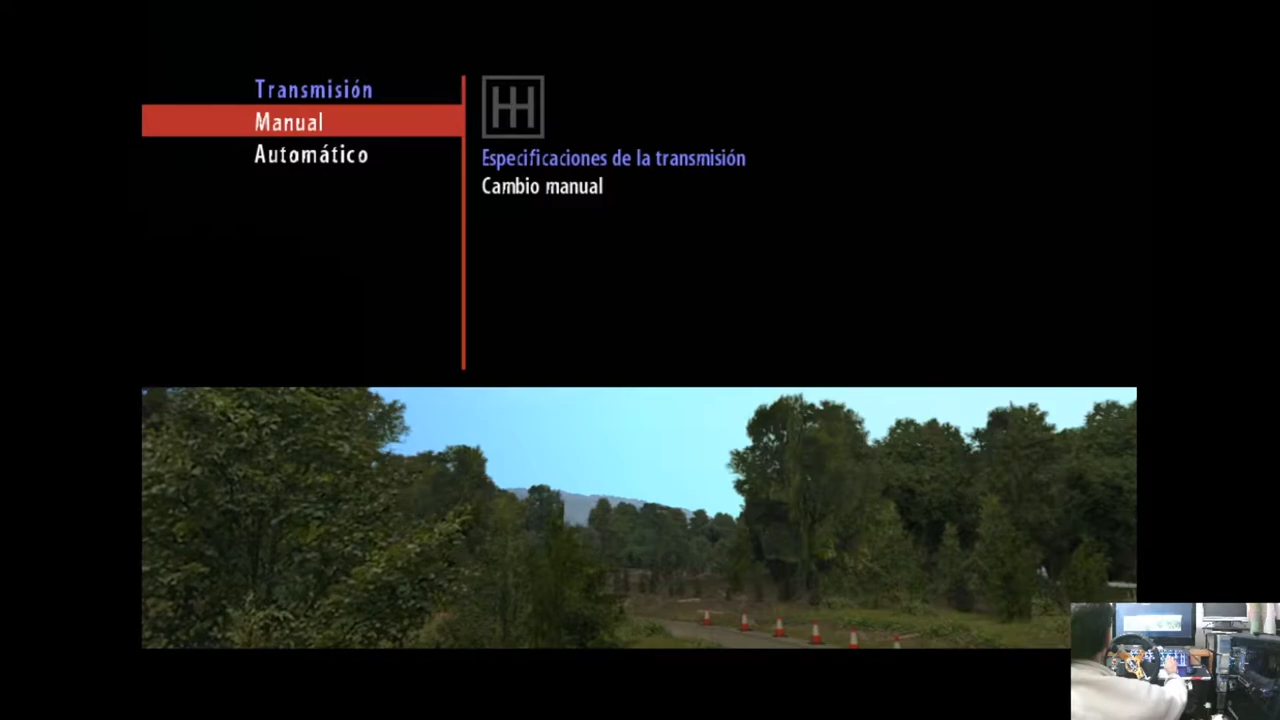 Transmisión
Manual
Automático
Especificaciones de la transmisión
Cambio manual